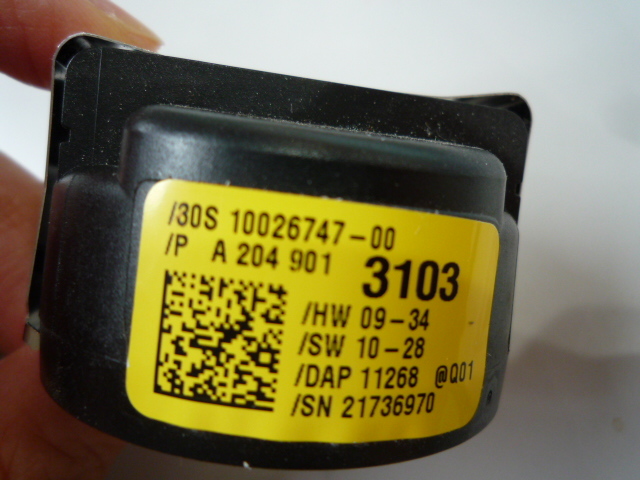 /30S 10026747-00
/P A 204 901 3103
/HW 09-34
/SW 10-28
/DAP 11268 @Q01
/SN 21736970